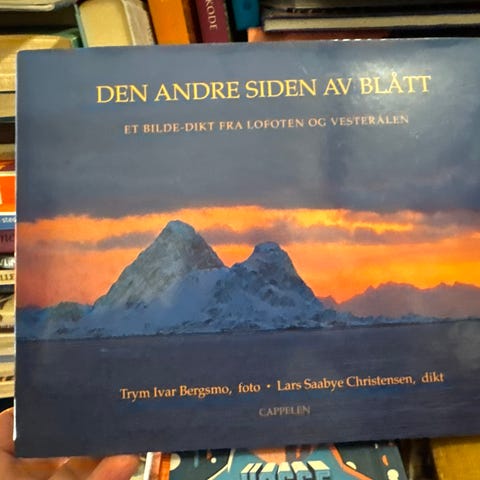 KODE
DEN ANDRE SIDEN AV BLÅTT
ET BILDE-DIKT FRA LOFOTEN OG VESTERÅLEN
Trym Ivar Bergsmo, foto • Lars Saabye Christensen, dikt
CAPPELEN